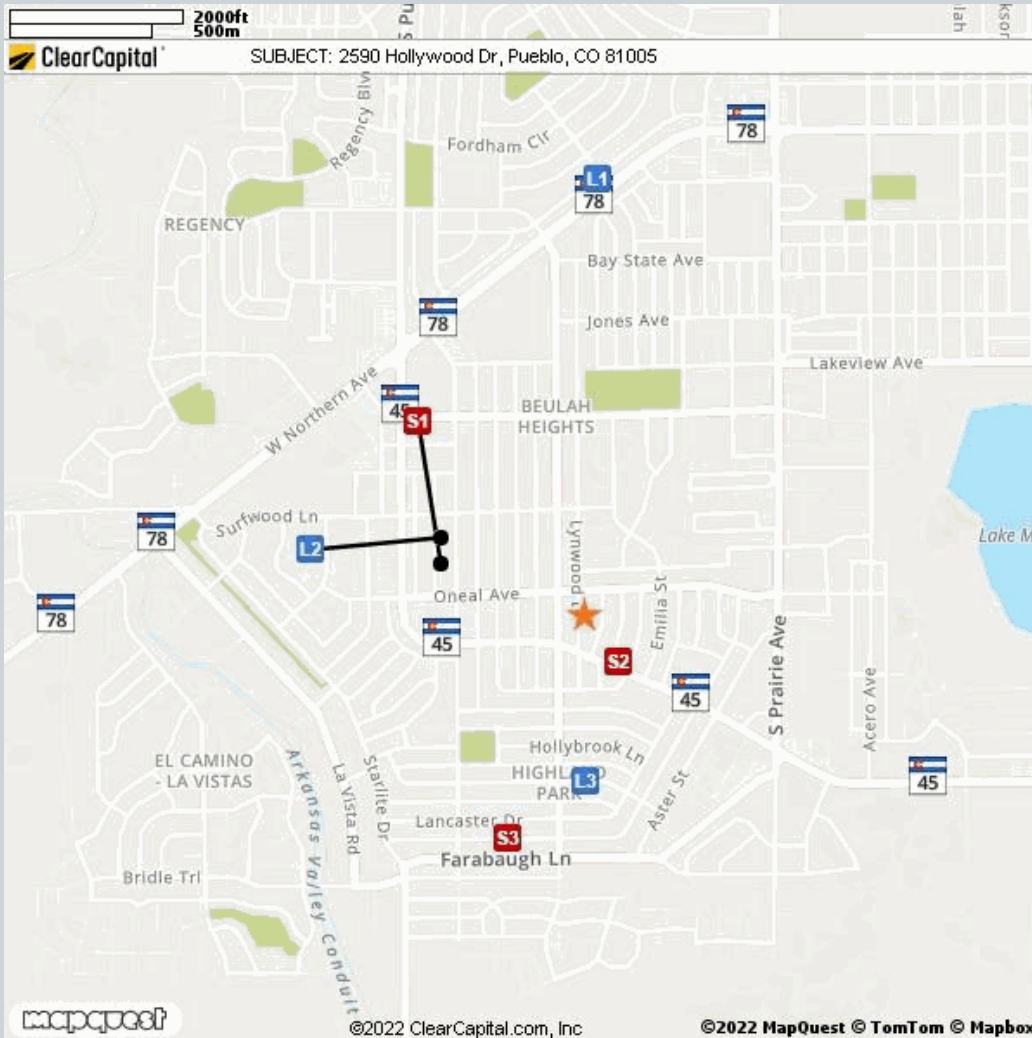 2000ft
500m
S Pu
lah
ksor
ClearCapital
SUBJECT: 2590 Hollywood Dr, Pueblo, CO 81005
Regency Blv
Fordham Cir
78
L1
78
REGENCY
Bay State Ave
78
Jones Ave
Lakeview Ave
W Northern Ave
45
S1
BEULAH
HEIGHTS
Surfwood Ln
78
L2
Lynwood L
Lake M
Oneal Ave
Emilia St
78
45
S2
45
S Prairie Ave
Acero Ave
EL CAMINO
- LA VISTAS
Hollybrook Ln
HIGHLAND
PARK
L3
45
Arkansas Valley Conduit
La Vista Rd
Starlite Dr
Aster St
Lancaster Dr
S3
Farabaugh Ln
Bridle Trl
mapquest
©2022 ClearCapital.com, Inc
©2022 MapQuest © TomTom © Mapbox